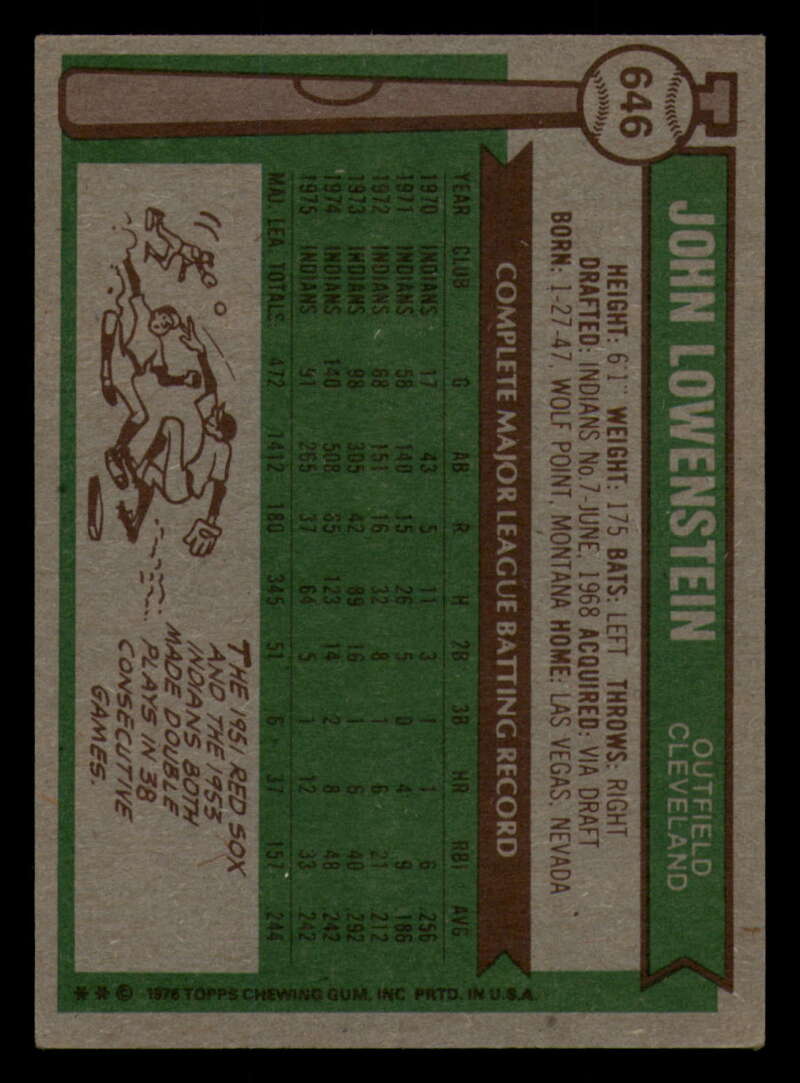 646
JOHN LOWENSTEIN
OUTFIELD
CLEVELAND
HEIGHT: 6'1" WEIGHT: 175 BATS: LEFT THROWS: RIGHT
DRAFTED: INDIANS No.7-JUNE, 1968 ACQUIRED: VIA DRAFT
BORN: 1-27-47, WOLF POINT, MONTANA HOME: LAS VEGAS, NEVADA
COMPLETE MAJOR LEAGUE BATTING RECORD
YEAR CLUB G AB R H 2B 3B HR RBI AVG
1970 INDIANS 17 43 5 11 3 1 1 6 .256
1971 INDIANS 58 140 15 26 5 0 4 9 .186
1972 INDIANS 68 151 16 32 8 1 6 21 .212
1973 INDIANS 98 305 42 89 16 1 6 40 .292
1974 INDIANS 140 508 65 123 14 2 8 48 .242
1975 INDIANS 91 265 37 64 5 1 12 33 .242
MAJ. LEA. TOTALS 472 1412 180 345 51 6 37 157 .244
THE 1951 RED SOX
AND THE 1953
INDIANS BOTH
MADE DOUBLE
PLAYS IN 38
CONSECUTIVE
GAMES.
* * © 1976 TOPPS CHEWING GUM, INC PRTD. IN U.S.A.